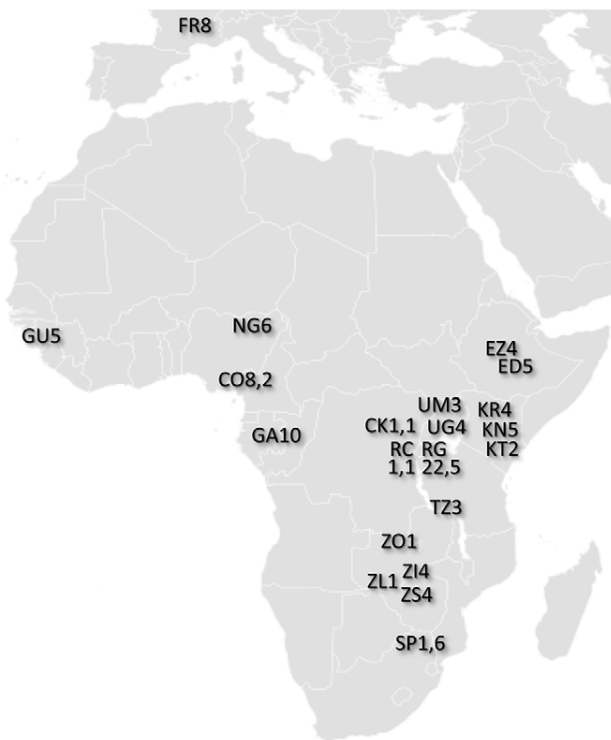 FR8
NG6
GU5
EZ4
ED5
CO8,2
UM3
KR4
CK1,1
UG4
KN5
GA10
RC
1,1
RG
22,5
KT2
TZ3
ZO1
ZI4
ZL1
ZS4
SP1,6